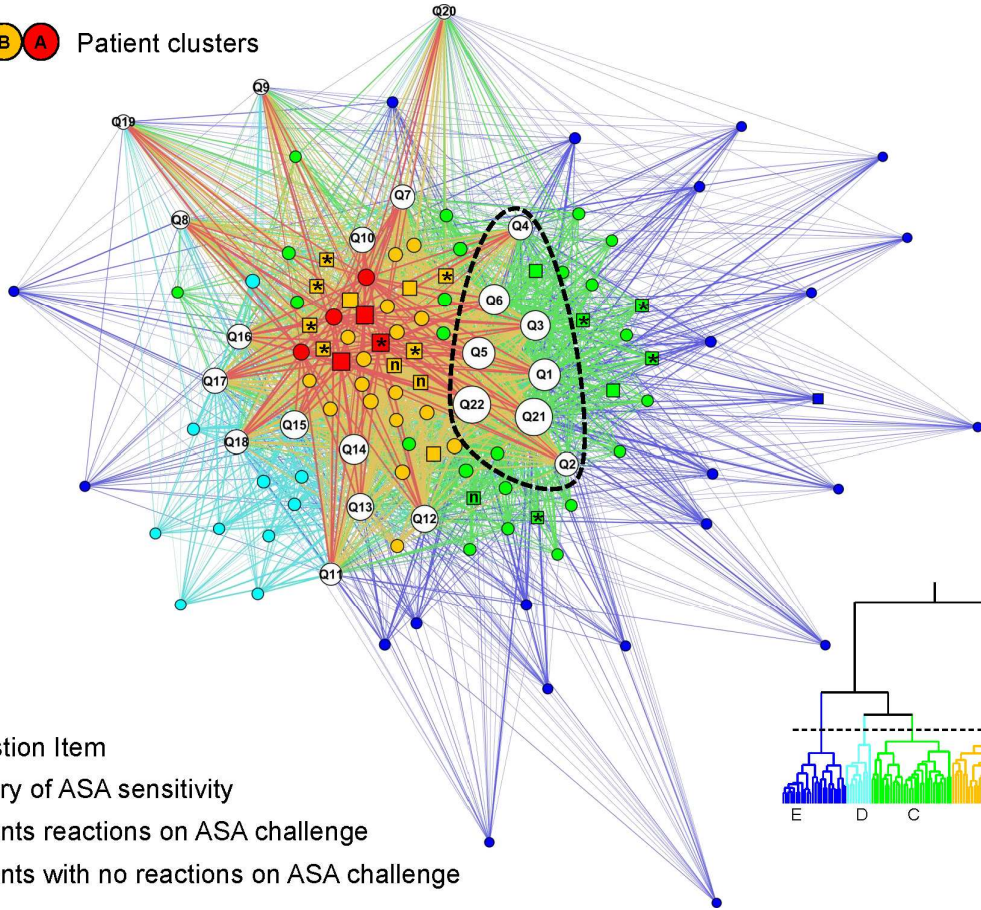 B A Patient clusters
Q20
Q9
Q19
Q7
Q8
Q4
Q10
*
*
*
Q6
*
*
*
Q3
Q16
*
*
*
Q5
*
n
Q1
Q17
n
Q22
Q21
Q15
Q18
Q14
Q2
n
Q13
Q12
*
Q11
stion Item
ry of ASA sensitivity
nts reactions on ASA challenge
E D C
nts with no reactions on ASA challenge